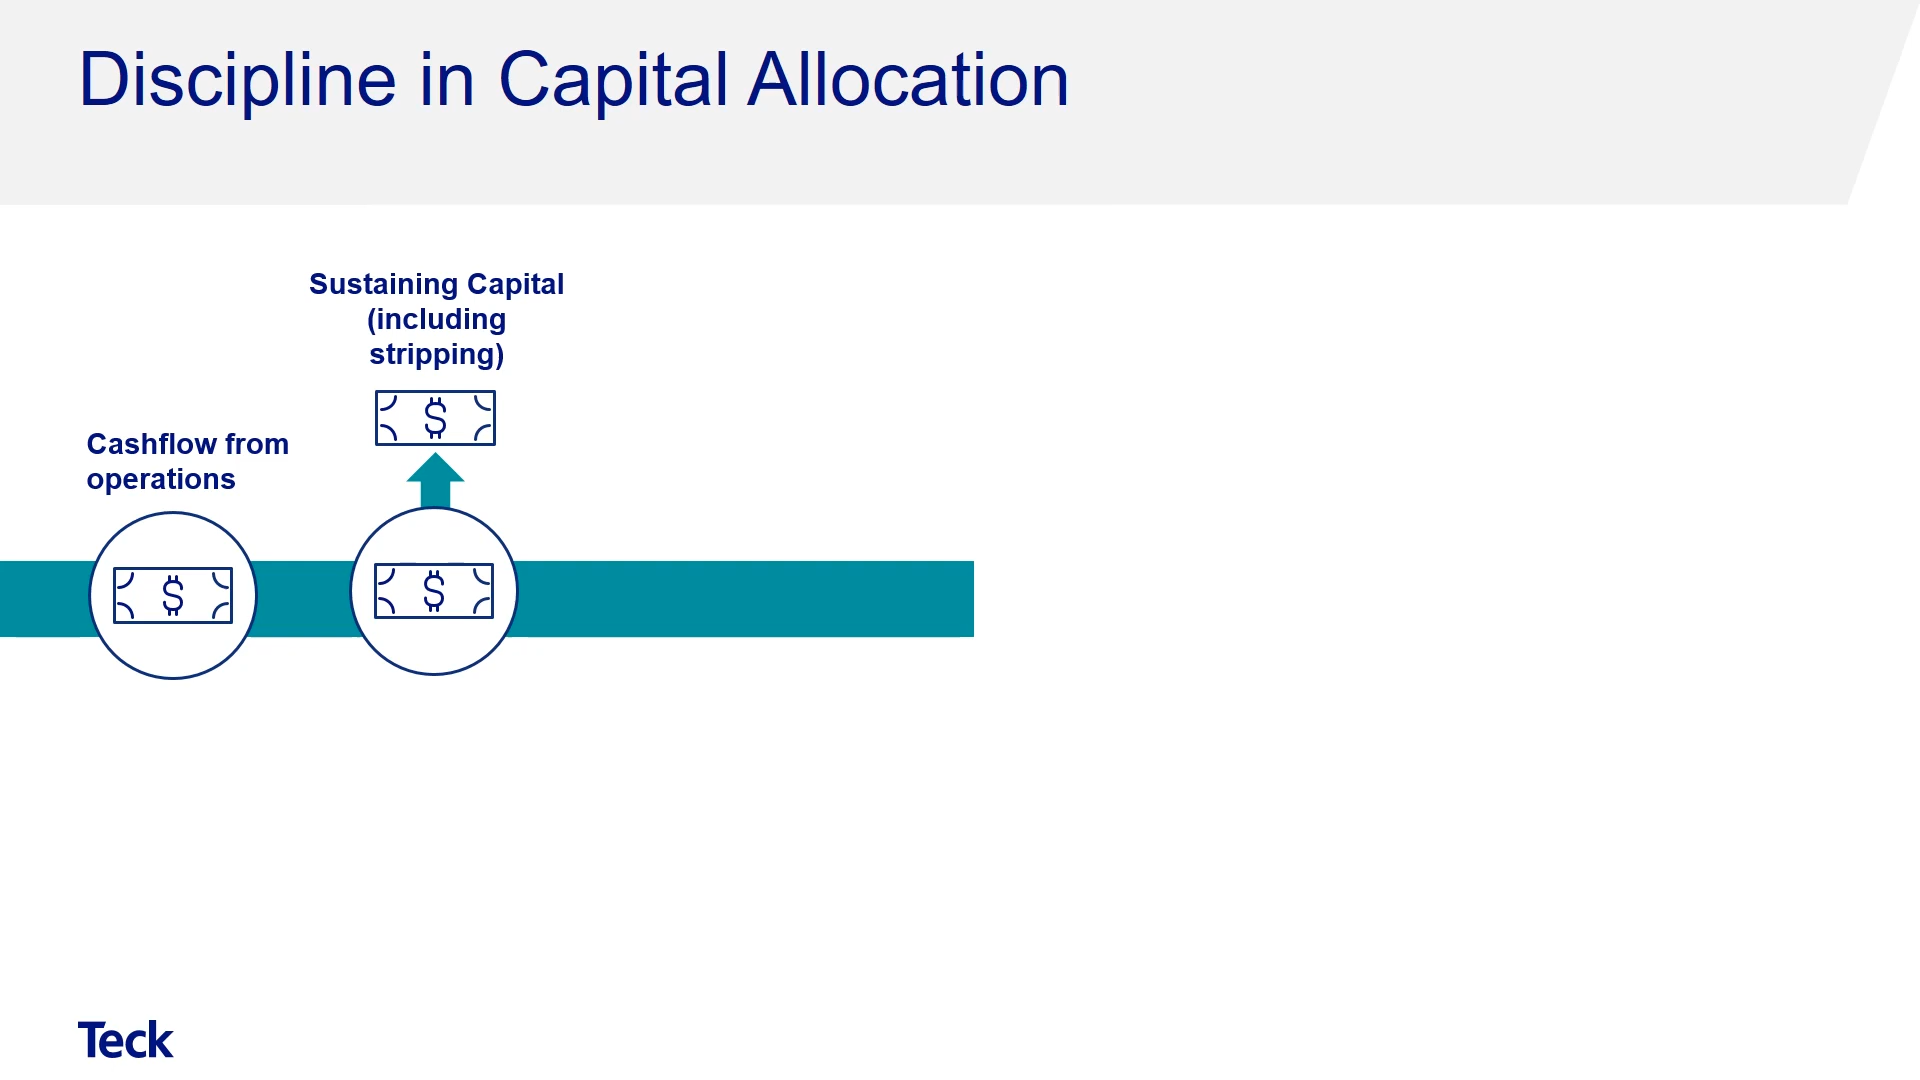 Discipline in Capital Allocation
Sustaining Capital
(including
stripping)
$
Cashflow from
operations
$
$
Teck